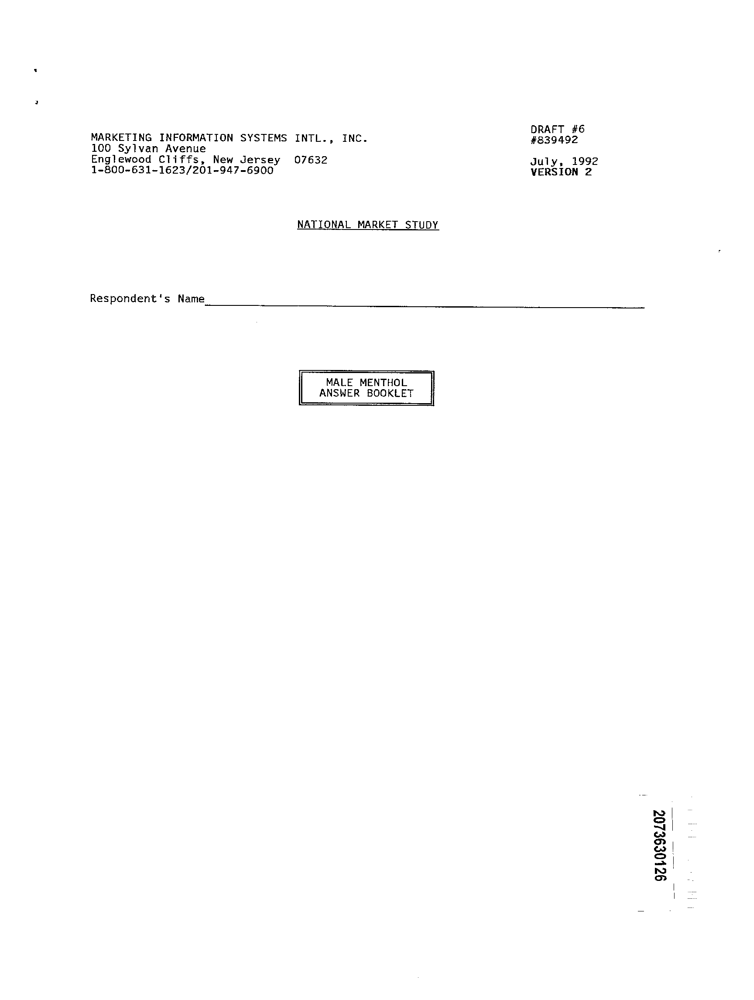 DRAFT #6
MARKETING INFORMATION SYSTEMS INTL., INC. #839492
100 Sylvan Avenue
Englewood Cliffs, New Jersey 07632 July, 1992
1-800-631-1623/201-947-6900 VERSION 2
NATIONAL MARKET STUDY
Respondent's Name
MALE MENTHOL
ANSWER BOOKLET
2073630126